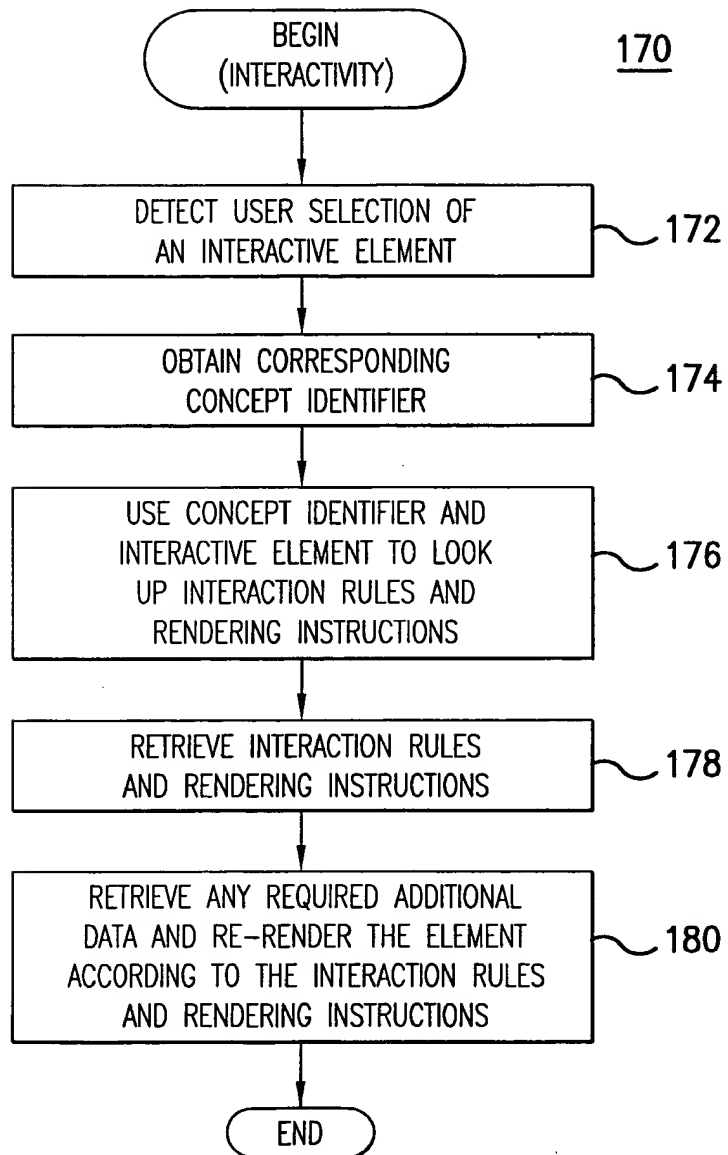 BEGIN
(INTERACTIVITY)
170
DETECT USER SELECTION OF
AN INTERACTIVE ELEMENT
172
OBTAIN CORRESPONDING
CONCEPT IDENTIFIER
174
USE CONCEPT IDENTIFIER AND
INTERACTIVE ELEMENT TO LOOK
UP INTERACTION RULES AND
RENDERING INSTRUCTIONS
176
RETRIEVE INTERACTION RULES
AND RENDERING INSTRUCTIONS
178
RETRIEVE ANY REQUIRED ADDITIONAL
DATA AND RE-RENDER THE ELEMENT
ACCORDING TO THE INTERACTION RULES
AND RENDERING INSTRUCTIONS
180
END